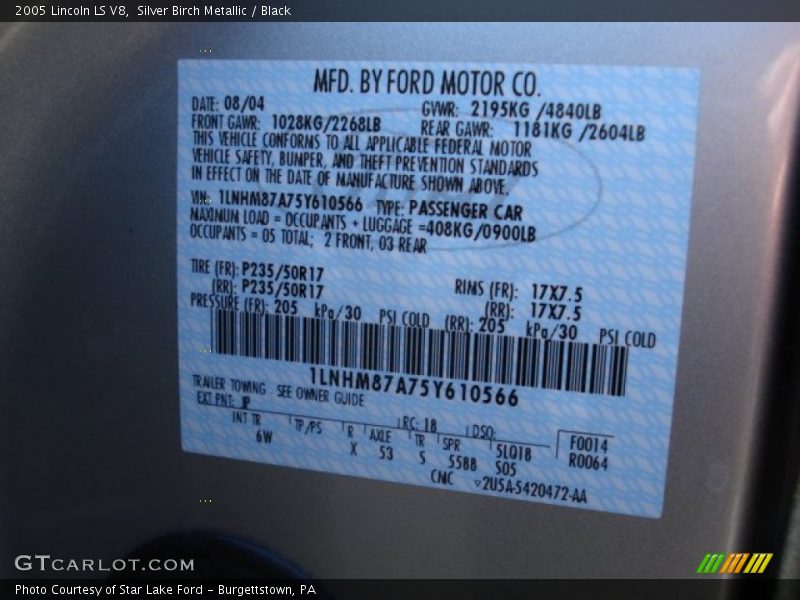 2005 Lincoln LS V8, Silver Birch Metallic / Black
MFD. BY FORD MOTOR CO.
DATE: 08/04 GVWR: 2195KG /4840LB
FRONT GAWR: 1028KG/2268LB REAR GAWR: 1181KG /2604LB
THIS VEHICLE CONFORMS TO ALL APPLICABLE FEDERAL MOTOR
VEHICLE SAFETY, BUMPER, AND THEFT PREVENTION STANDARDS
IN EFFECT ON THE DATE OF MANUFACTURE SHOWN ABOVE.
VIN: 1LNHM87A75Y610566 TYPE: PASSENGER CAR
MAXIMUM LOAD = OCCUPANTS + LUGGAGE =408KG/0900LB
OCCUPANTS = 05 TOTAL; 2 FRONT, 03 REAR
TIRE (FR): P235/50R17 RIMS (FR): 17X7.5
(RR): P235/50R17 (RR): 17X7.5
PRESSURE (FR): 205 kPa/30 PSI COLD (RR): 205 kPa/30 PSI COLD
1LNHM87A75Y610566
TRAILER TOWING - SEE OWNER GUIDE
EXT PNT: JP RC: 18 DSO: F0014
INT TR TP/PS R AXLE TR SPR 5L018 R0064
6W X 53 S 5588 S05
CMC 2U5A-5420472-AA
GTCARLOT.COM
Photo Courtesy of Star Lake Ford - Burgettstown, PA